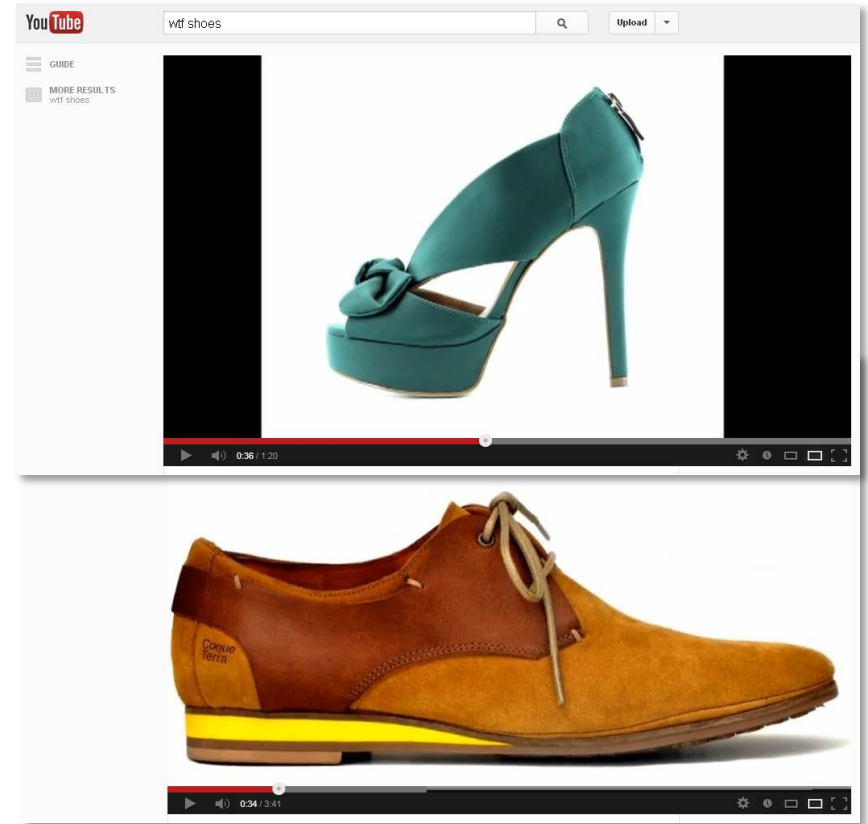 YouTube
wtf shoes
Upload
GUIDE
MORE RESULTS
wtf shoes
0:36 / 1:20
Coque
Terra
0:34 / 3:41